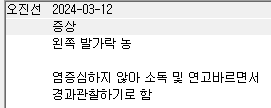 오진선 2024-03-12
증상
왼쪽 발가락 농
염증심하지 않아 소독 및 연고바르면서
경과관찰하기로 함